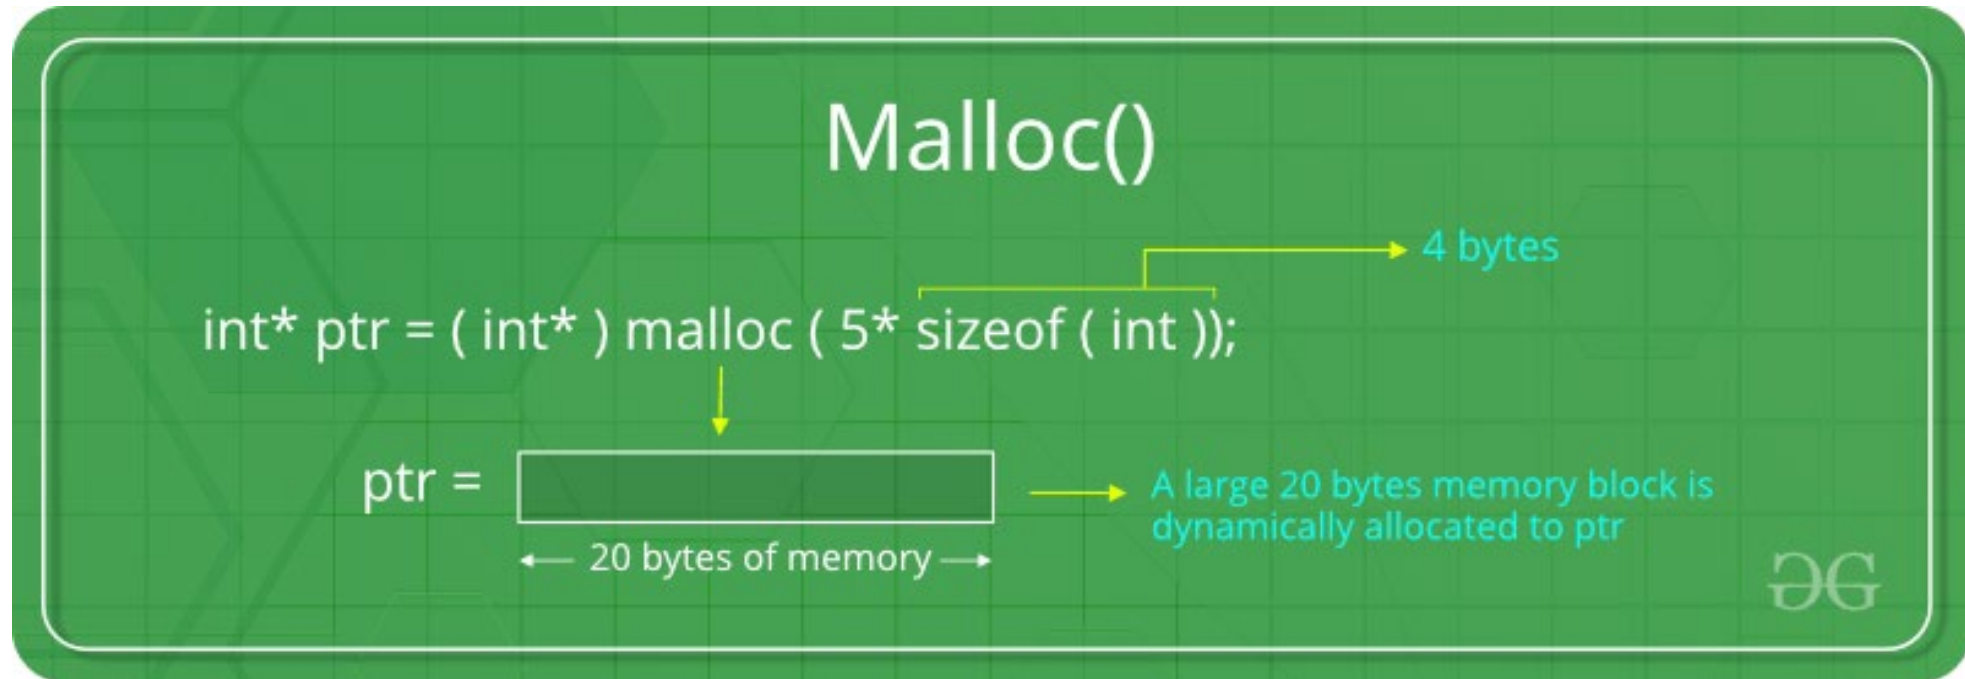 Malloc()
4 bytes
int* ptr = ( int* ) malloc ( 5* sizeof ( int ));
ptr =
A large 20 bytes memory block is
dynamically allocated to ptr
20 bytes of memory